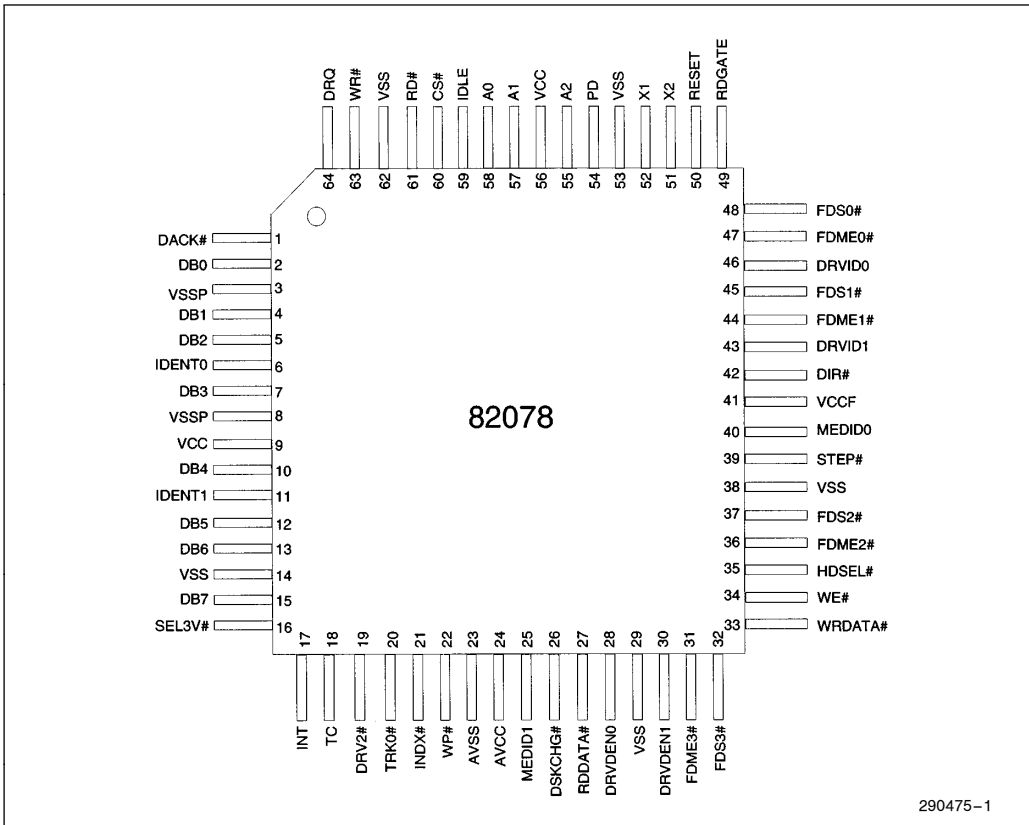 DRQ WR# VSS RD# CS# IDLE A0 A1 VCC A2 PD VSS X1 X2 RESET RDGATE
64 63 62 61 60 59 58 57 56 55 54 53 52 51 50 49
DACK# 1
DB0 2
VSSP 3
DB1 4
DB2 5
IDENT0 6
DB3 7
VSSP 8
VCC 9
DB4 10
IDENT1 11
DB5 12
DB6 13
VSS 14
DB7 15
SEL3V# 16
82078
48 FDS0#
47 FDME0#
46 DRVID0
45 FDS1#
44 FDME1#
43 DRVID1
42 DIR#
41 VCCF
40 MEDID0
39 STEP#
38 VSS
37 FDS2#
36 FDME2#
35 HDSEL#
34 WE#
33 WRDATA#
17 18 19 20 21 22 23 24 25 26 27 28 29 30 31 32
INT TC DRV2# TRK0# INDX# WP# AVSS AVCC MEDID1 DSKCHG# RDDATA# DRVDEN0 VSS DRVDEN1 FDME3# FDS3#
290475–1